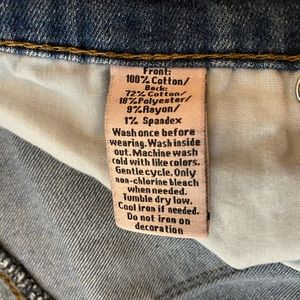 Front:
100% Cotton/
Back:
72% Cotton/
18% Polyester/
9% Rayon/
1% Spandex
Wash once before
wearing. Wash inside
out. Machine wash
cold with like colors.
Gentle cycle. Only
non-chlorine bleach
when needed.
Tumble dry low.
Cool iron if needed.
Do not iron on
decoration